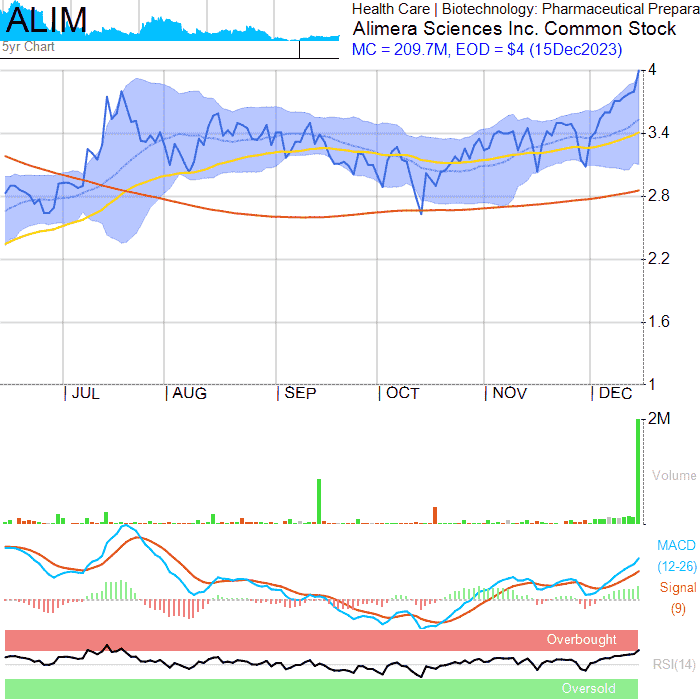 ALIM
5yr Chart
Health Care | Biotechnology: Pharmaceutical Prepara
Alimera Sciences Inc. Common Stock
MC = 209.7M, EOD = $4 (15Dec2023)
4
3.4
2.8
2.2
1.6
1
| JUL | AUG | SEP | OCT | NOV | DEC
2M
Volume
MACD
(12-26)
Signal
(9)
Overbought
RSI(14)
Oversold